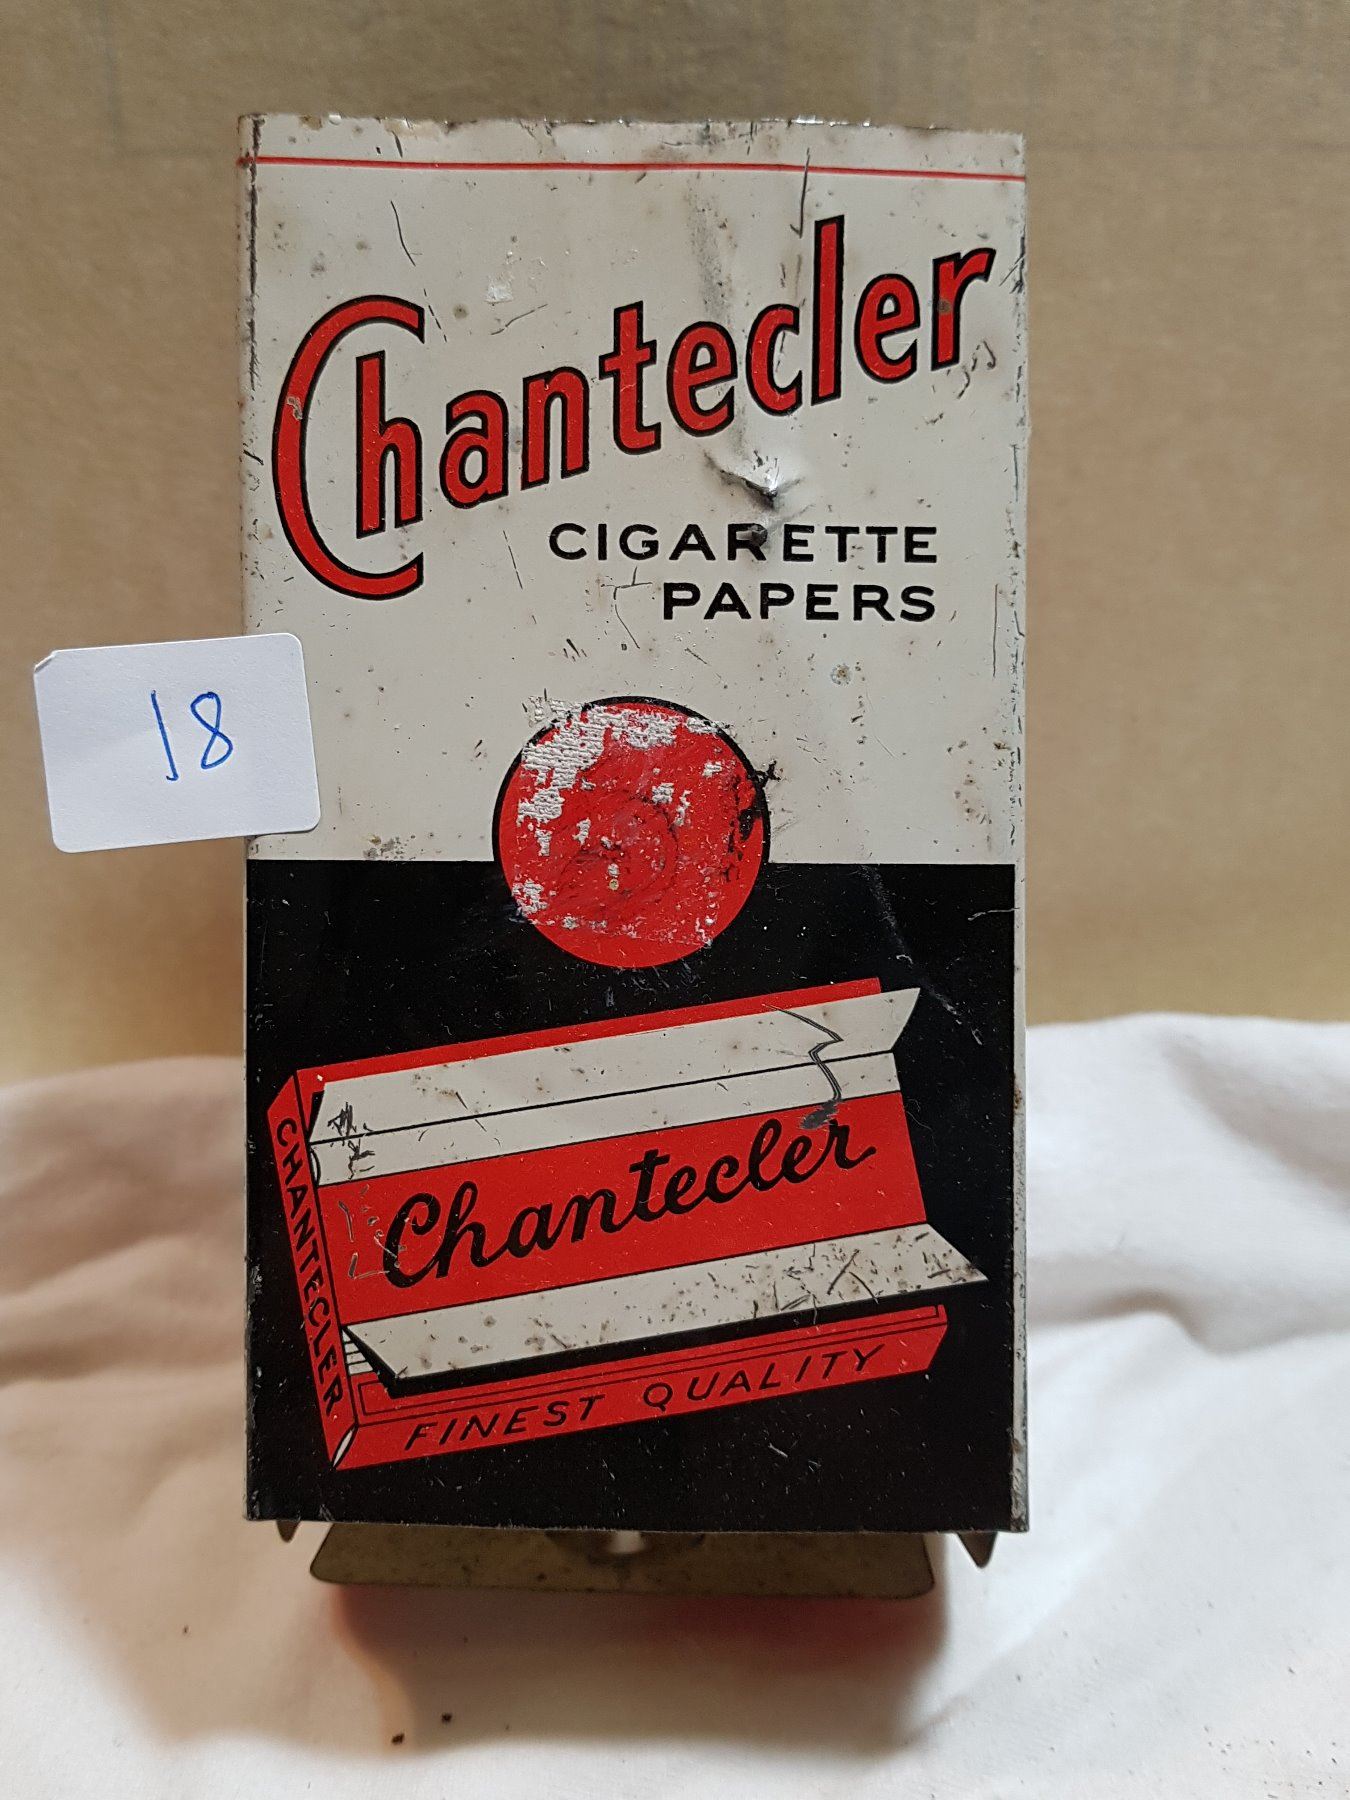 Chantecler
CIGARETTE
PAPERS
18
Chantecler
CHANTECLER
FINEST QUALITY